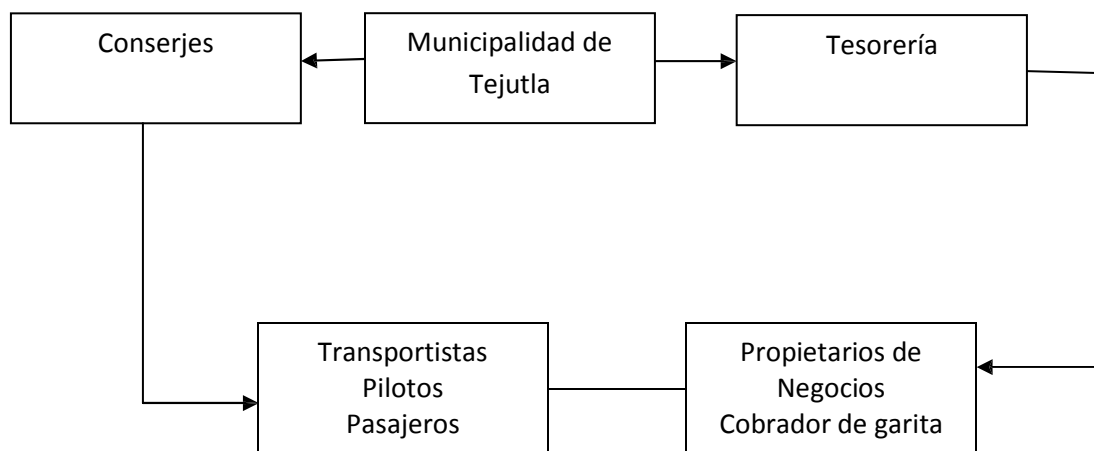 Conserjes
Municipalidad de
Tejutla
Tesorería
Transportistas
Pilotos
Pasajeros
Propietarios de
Negocios
Cobrador de garita